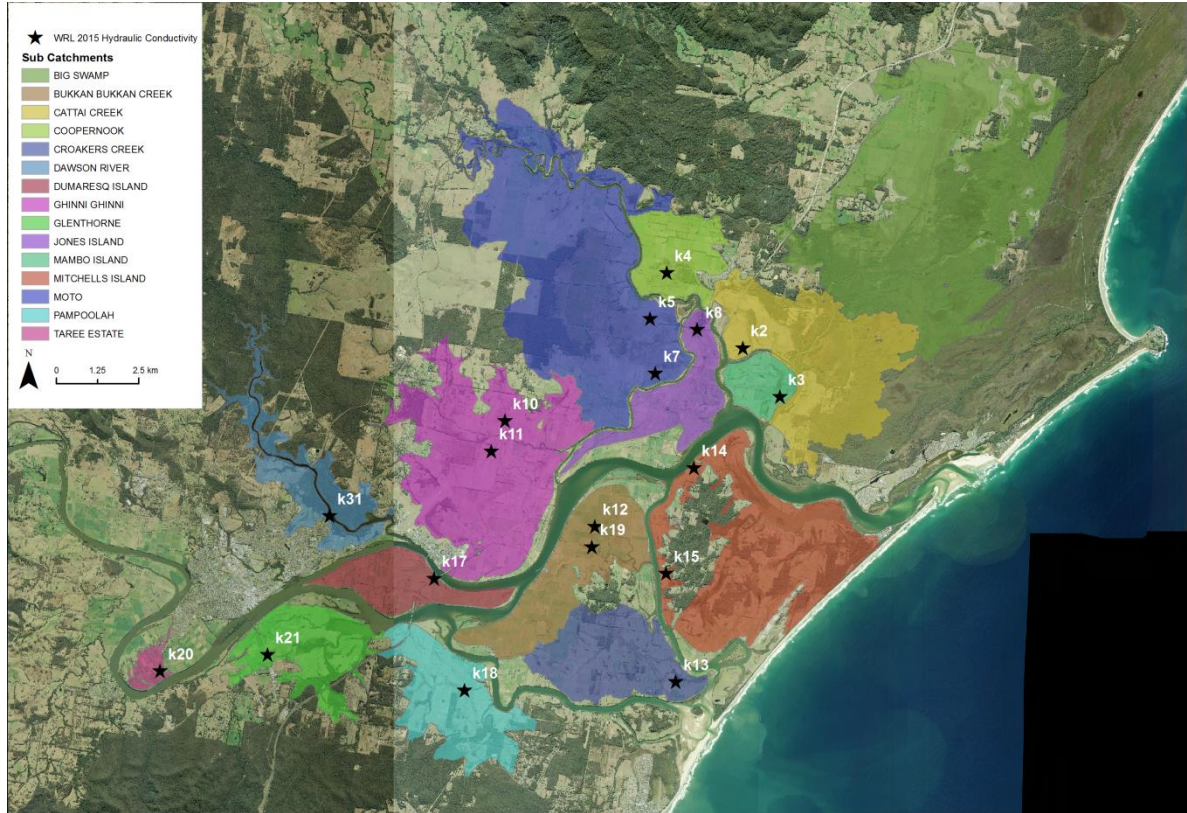 WRL 2015 Hydraulic Conductivity
Sub Catchments
BIG SWAMP
BUKKAN BUKKAN CREEK
CATTAI CREEK
COOPERNOOK
CROAKERS CREEK
DAWSON RIVER
DUMARESQ ISLAND
GHINNI GHINNI
GLENTHORNE
JONES ISLAND
MAMBO ISLAND
MITCHELLS ISLAND
MOTO
PAMPOOLAH
TAREE ESTATE
N
0 1.25 2.5 km
k4
k5
k8
k2
k7
k3
k10
k11
k14
k31
k12
k19
k15
k17
k21
k20
k18
k13